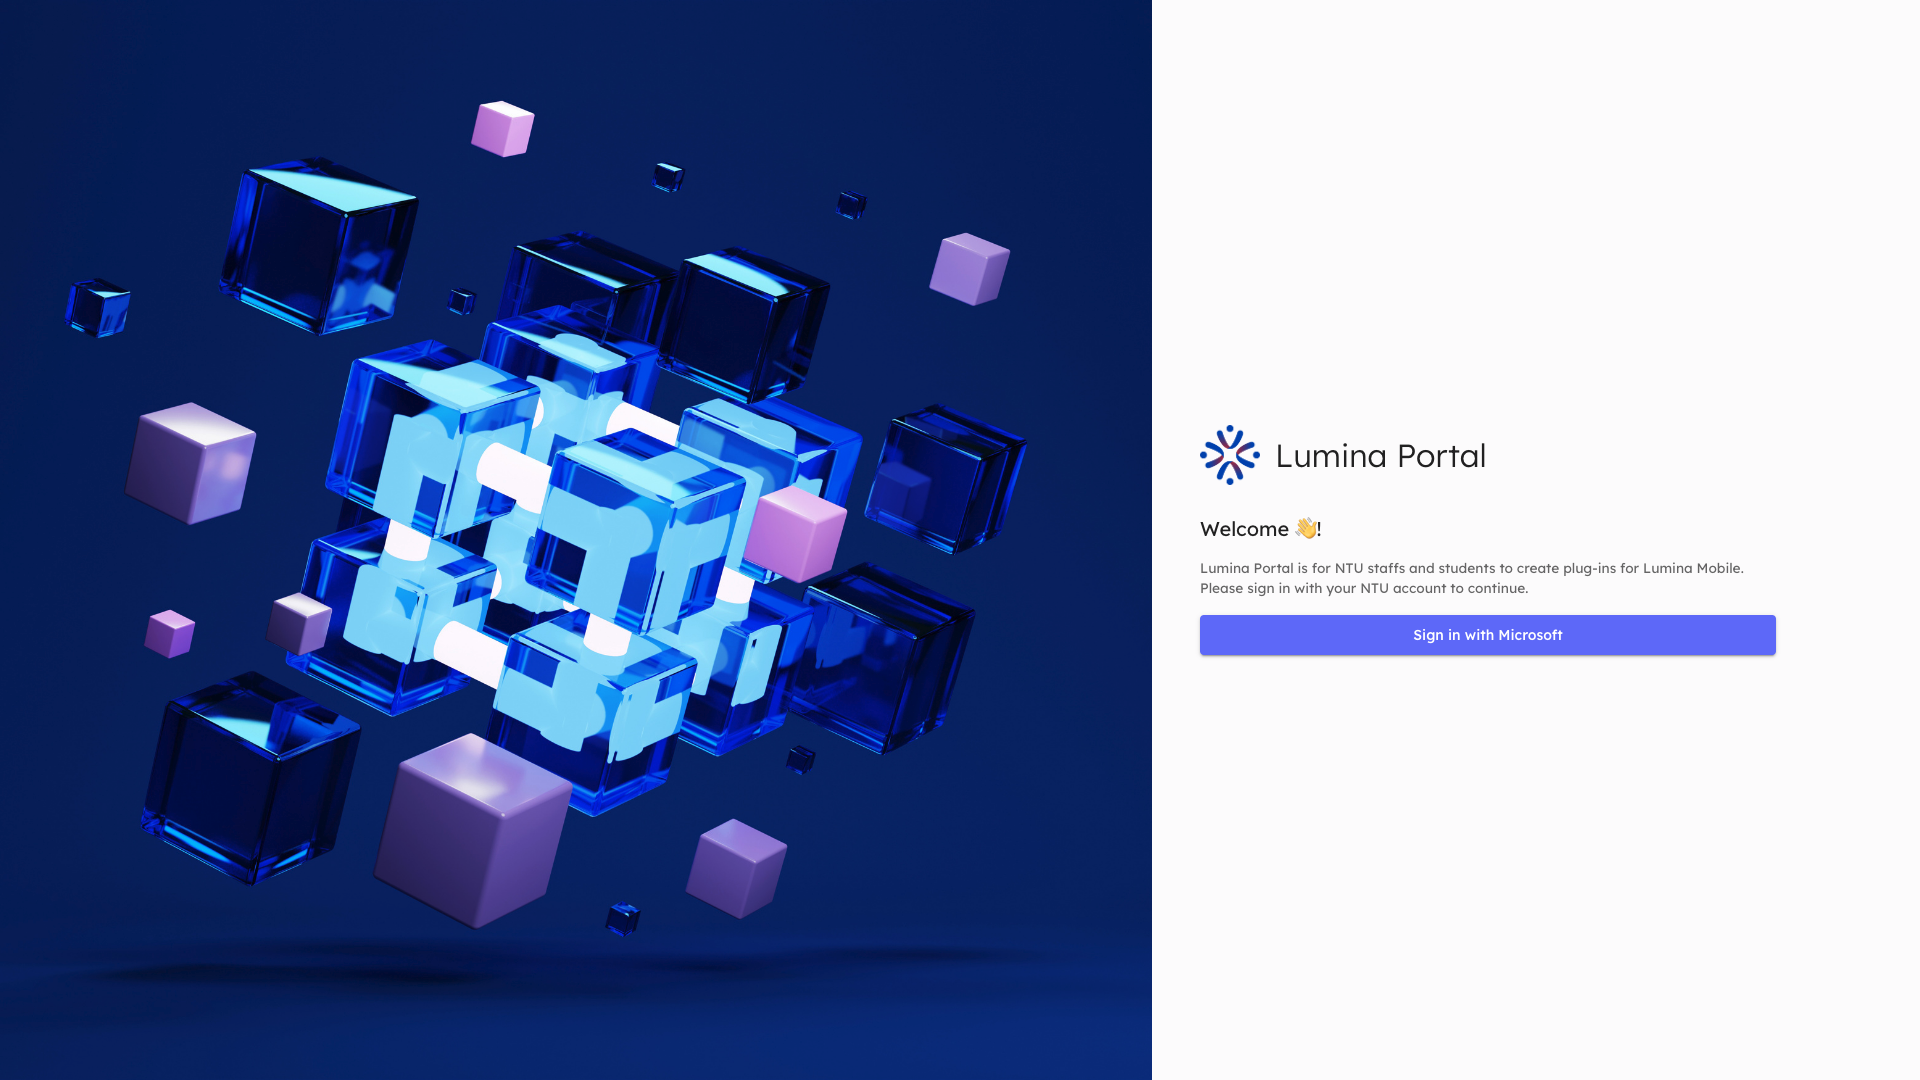 Lumina Portal
Welcome 👋!
Lumina Portal is for NTU staffs and students to create plug-ins for Lumina Mobile.
Please sign in with your NTU account to continue.
Sign in with Microsoft